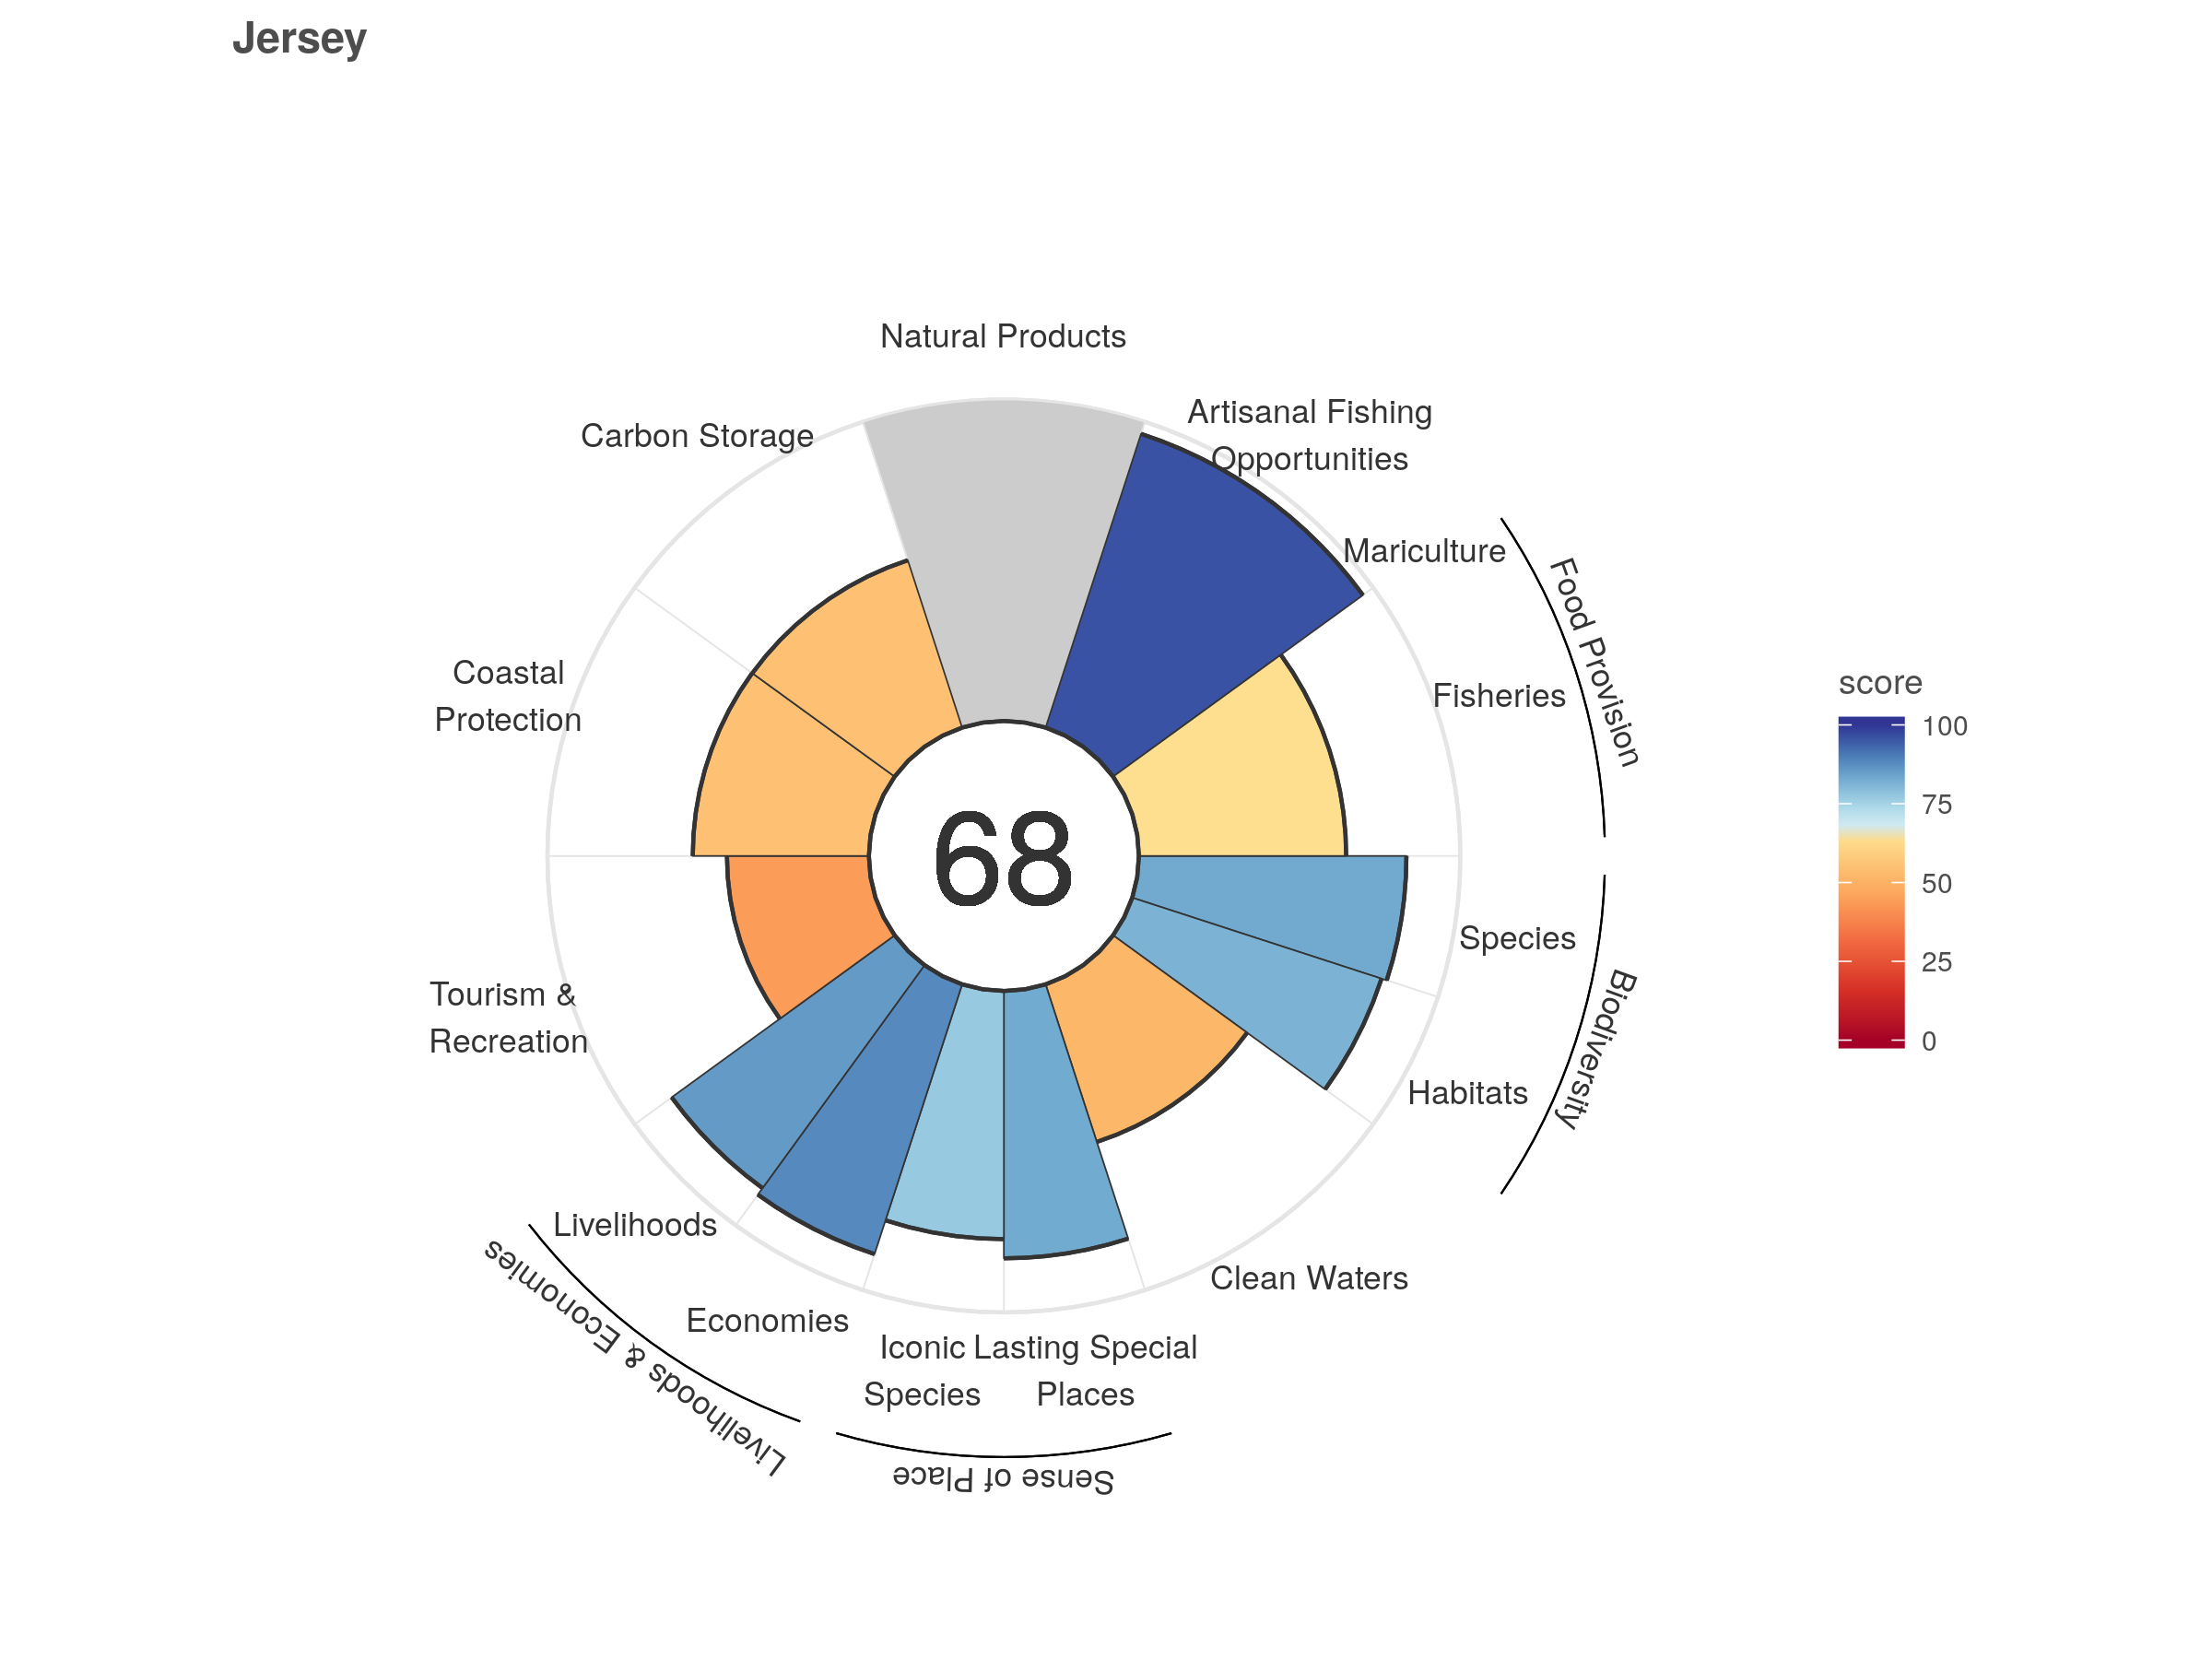 Jersey
Natural Products
Artisanal Fishing
Opportunities
Carbon Storage
Mariculture
Food Provision
Fisheries
Coastal
Protection
score
100
75
50
25
0
68
Species
Biodiversity
Tourism &
Recreation
Habitats
Livelihoods
Clean Waters
Economies
Livelihoods & Economies
Iconic
Species
Lasting Special
Places
Sense of Place